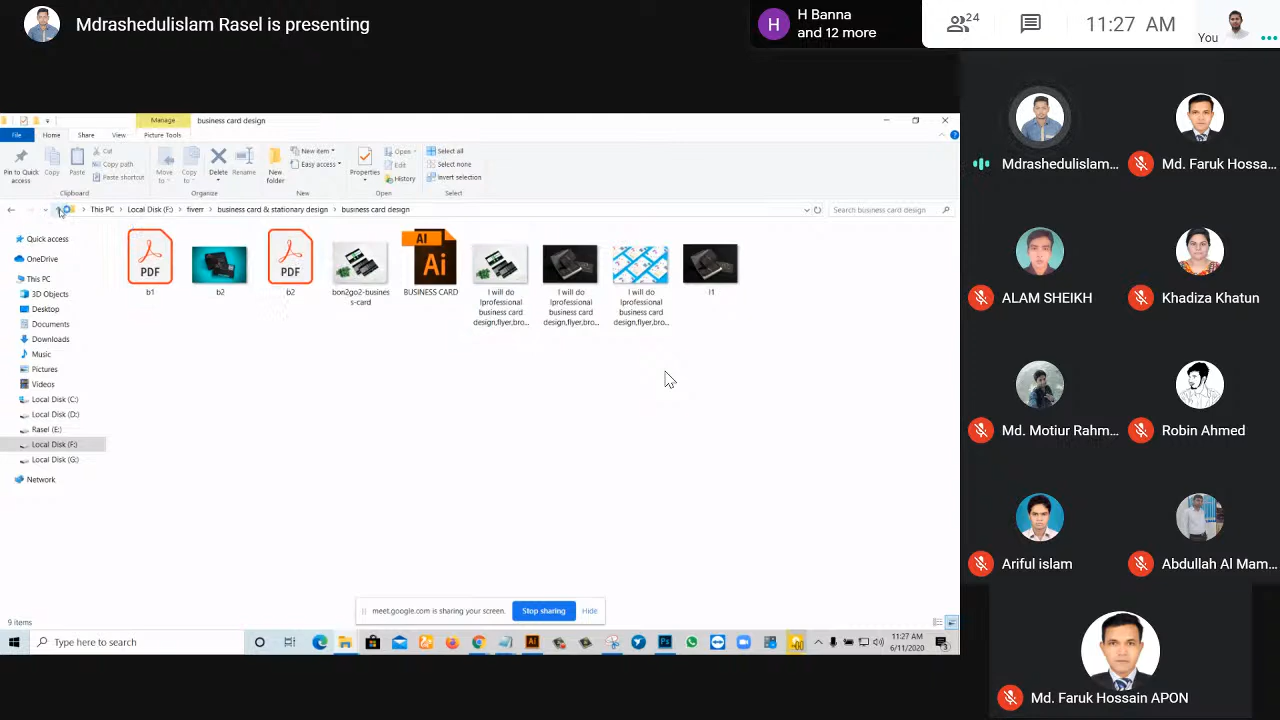 Mdrashedulislam Rasel is presenting
H
H Banna
and 12 more
24
11:27 AM
You
Manage
business card design
File
Home
Share
View
Picture Tools
Pin to Quick
access
Copy
Paste
Cut
Copy path
Paste shortcut
Clipboard
Move
to
Copy
to
Delete
Rename
Organize
New
folder
New item
Easy access
New
Properties
Open
Edit
History
Open
Select all
Select none
Invert selection
Select
This PC
Local Disk (F:)
fiverr
business card & stationary design
business card design
Search business card design
Quick access
OneDrive
This PC
3D Objects
Desktop
Documents
Downloads
Music
Pictures
Videos
Local Disk (C:)
Local Disk (D:)
Rasel (E:)
Local Disk (F:)
Local Disk (G:)
Network
PDF
b1
b2
PDF
b2
bon2go2-busines
s-card
AI
Ai
BUSINESS CARD
I will do
lprofessional
business card
design,flyer,bro...
I will do
lprofessional
business card
design,flyer,bro...
I will do
lprofessional
business card
design,flyer,bro...
l1
9 items
meet.google.com is sharing your screen.
Stop sharing
Hide
Type here to search
11:27 AM
6/11/2020
Mdrashedulislam...
Md. Faruk Hossa...
ALAM SHEIKH
Khadiza Khatun
Md. Motiur Rahm...
Robin Ahmed
Ariful islam
Abdullah Al Mam...
Md. Faruk Hossain APON